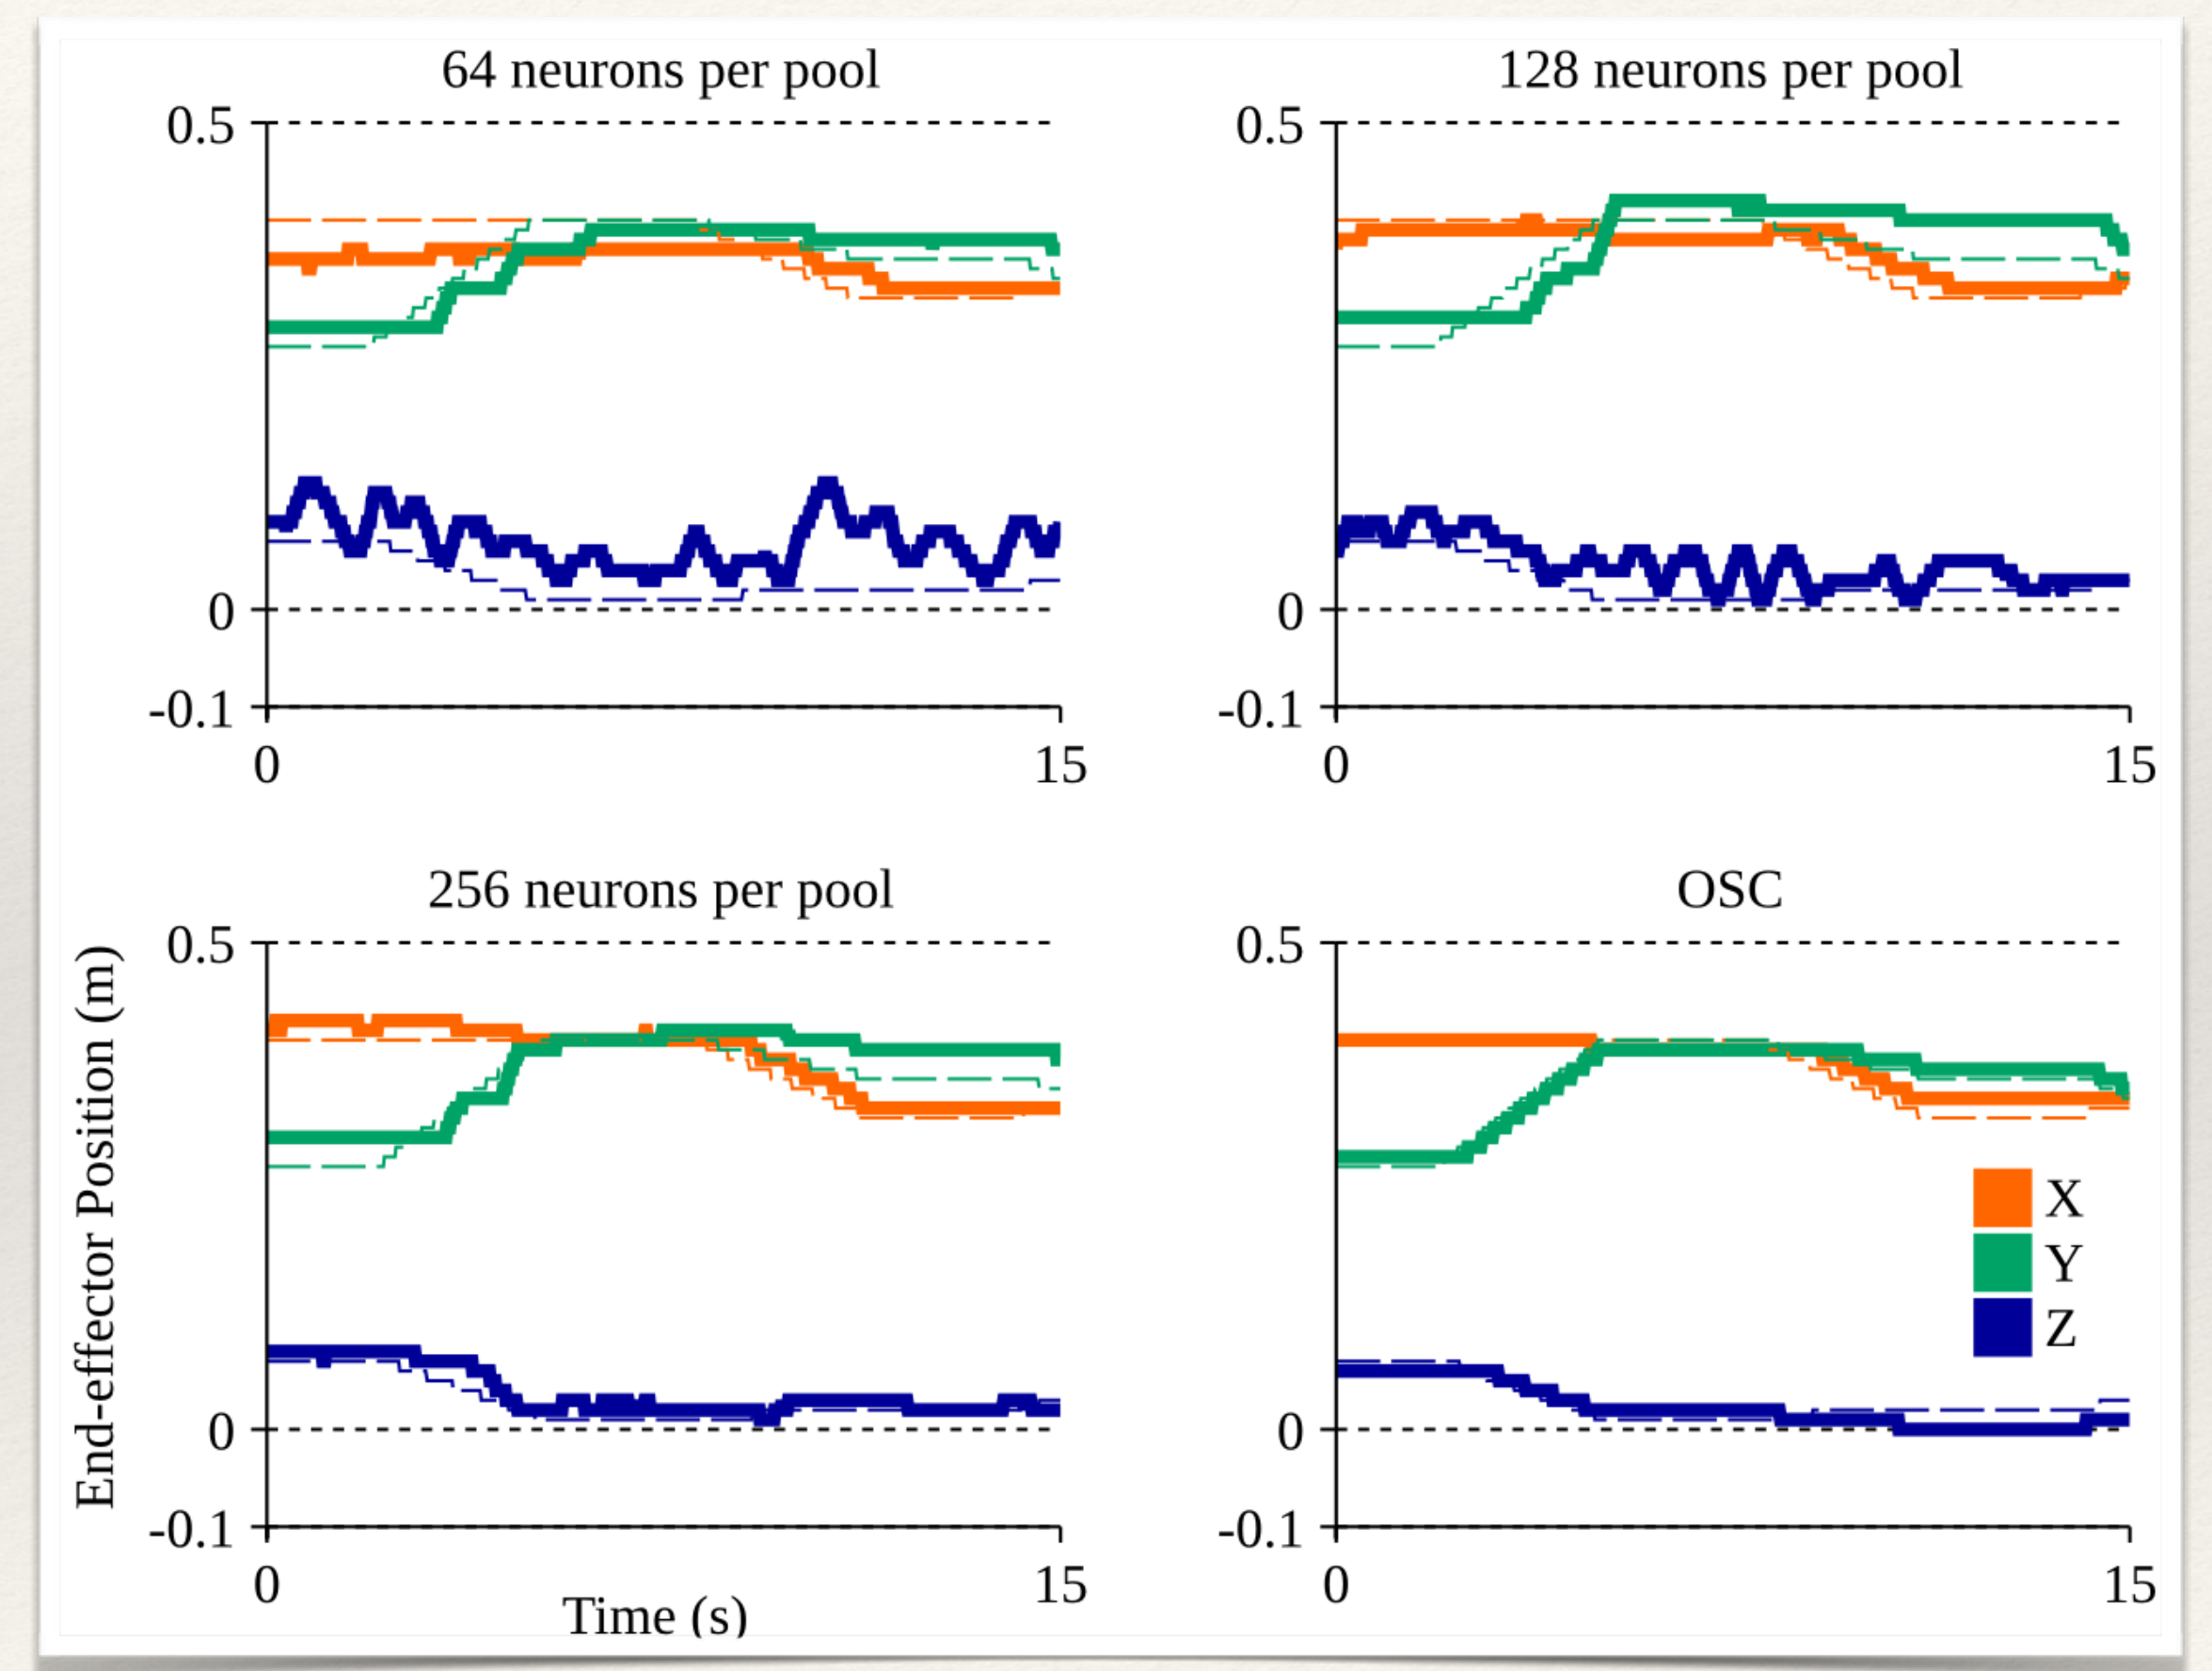 64 neurons per pool
0.5
0
-0.1
0
15
128 neurons per pool
0.5
0
-0.1
0
15
256 neurons per pool
0.5
0
-0.1
0
15
End-effector Position (m)
Time (s)
OSC
0.5
0
-0.1
0
15
X
Y
Z